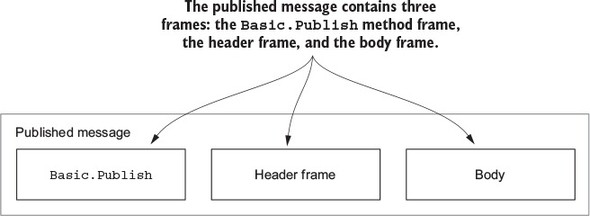 The published message contains three
frames: the Basic.Publish method frame,
the header frame, and the body frame.
Published message
Basic.Publish
Header frame
Body